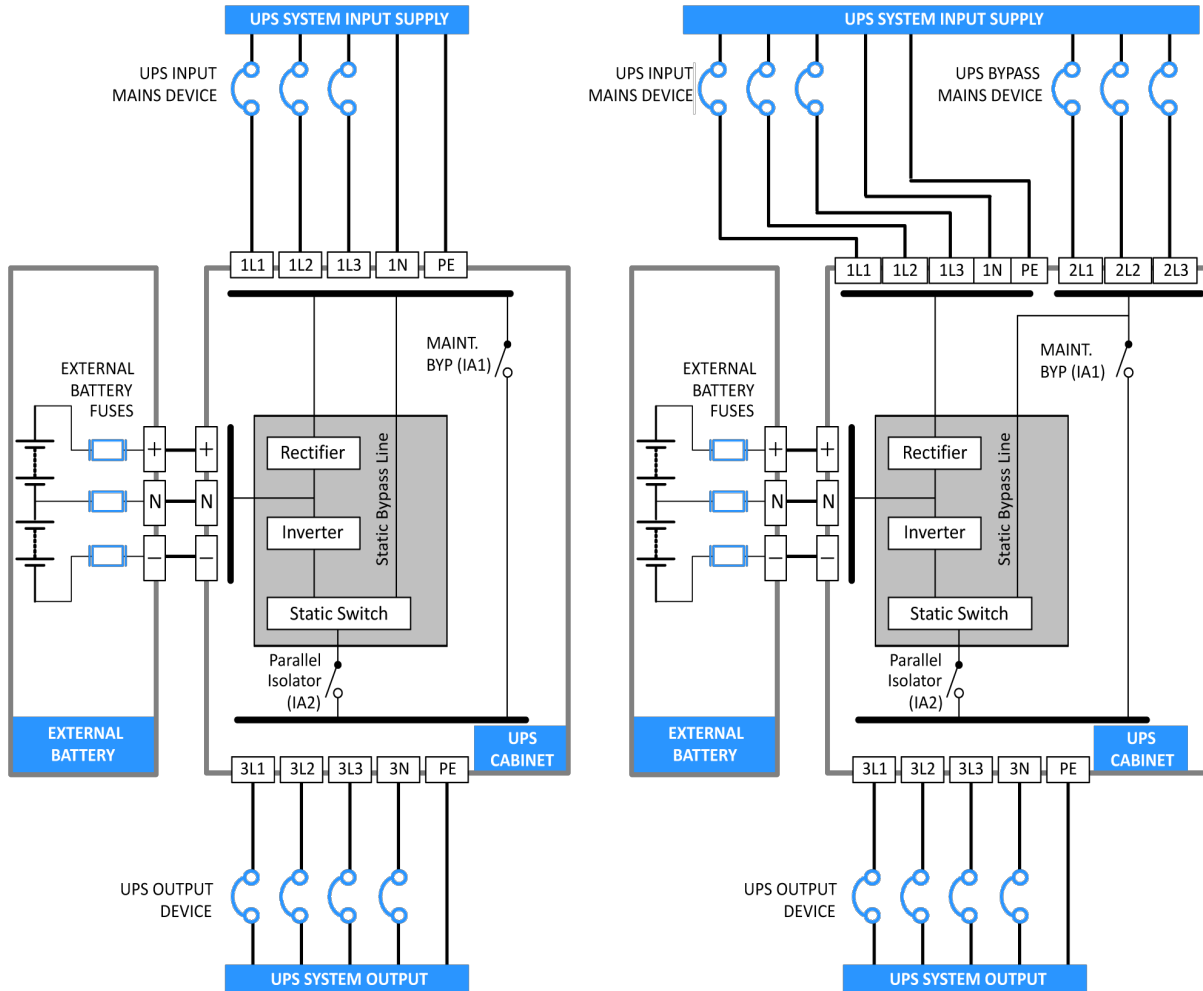 UPS SYSTEM INPUT SUPPLY
UPS INPUT
MAINS DEVICE
1L1
1L2
1L3
1N
PE
EXTERNAL
BATTERY
FUSES
MAINT.
BYP (IA1)
+
+
N
N
–
–
Rectifier
Inverter
Static Bypass Line
Static Switch
Parallel
Isolator
(IA2)
EXTERNAL
BATTERY
UPS
CABINET
3L1
3L2
3L3
3N
PE
UPS OUTPUT
DEVICE
UPS SYSTEM OUTPUT
UPS SYSTEM INPUT SUPPLY
UPS INPUT
MAINS DEVICE
UPS BYPASS
MAINS DEVICE
1L1
1L2
1L3
1N
PE
2L1
2L2
2L3
EXTERNAL
BATTERY
FUSES
MAINT.
BYP (IA1)
+
+
N
N
–
–
Rectifier
Inverter
Static Bypass Line
Static Switch
Parallel
Isolator
(IA2)
EXTERNAL
BATTERY
UPS
CABINET
3L1
3L2
3L3
3N
PE
UPS OUTPUT
DEVICE
UPS SYSTEM OUTPUT